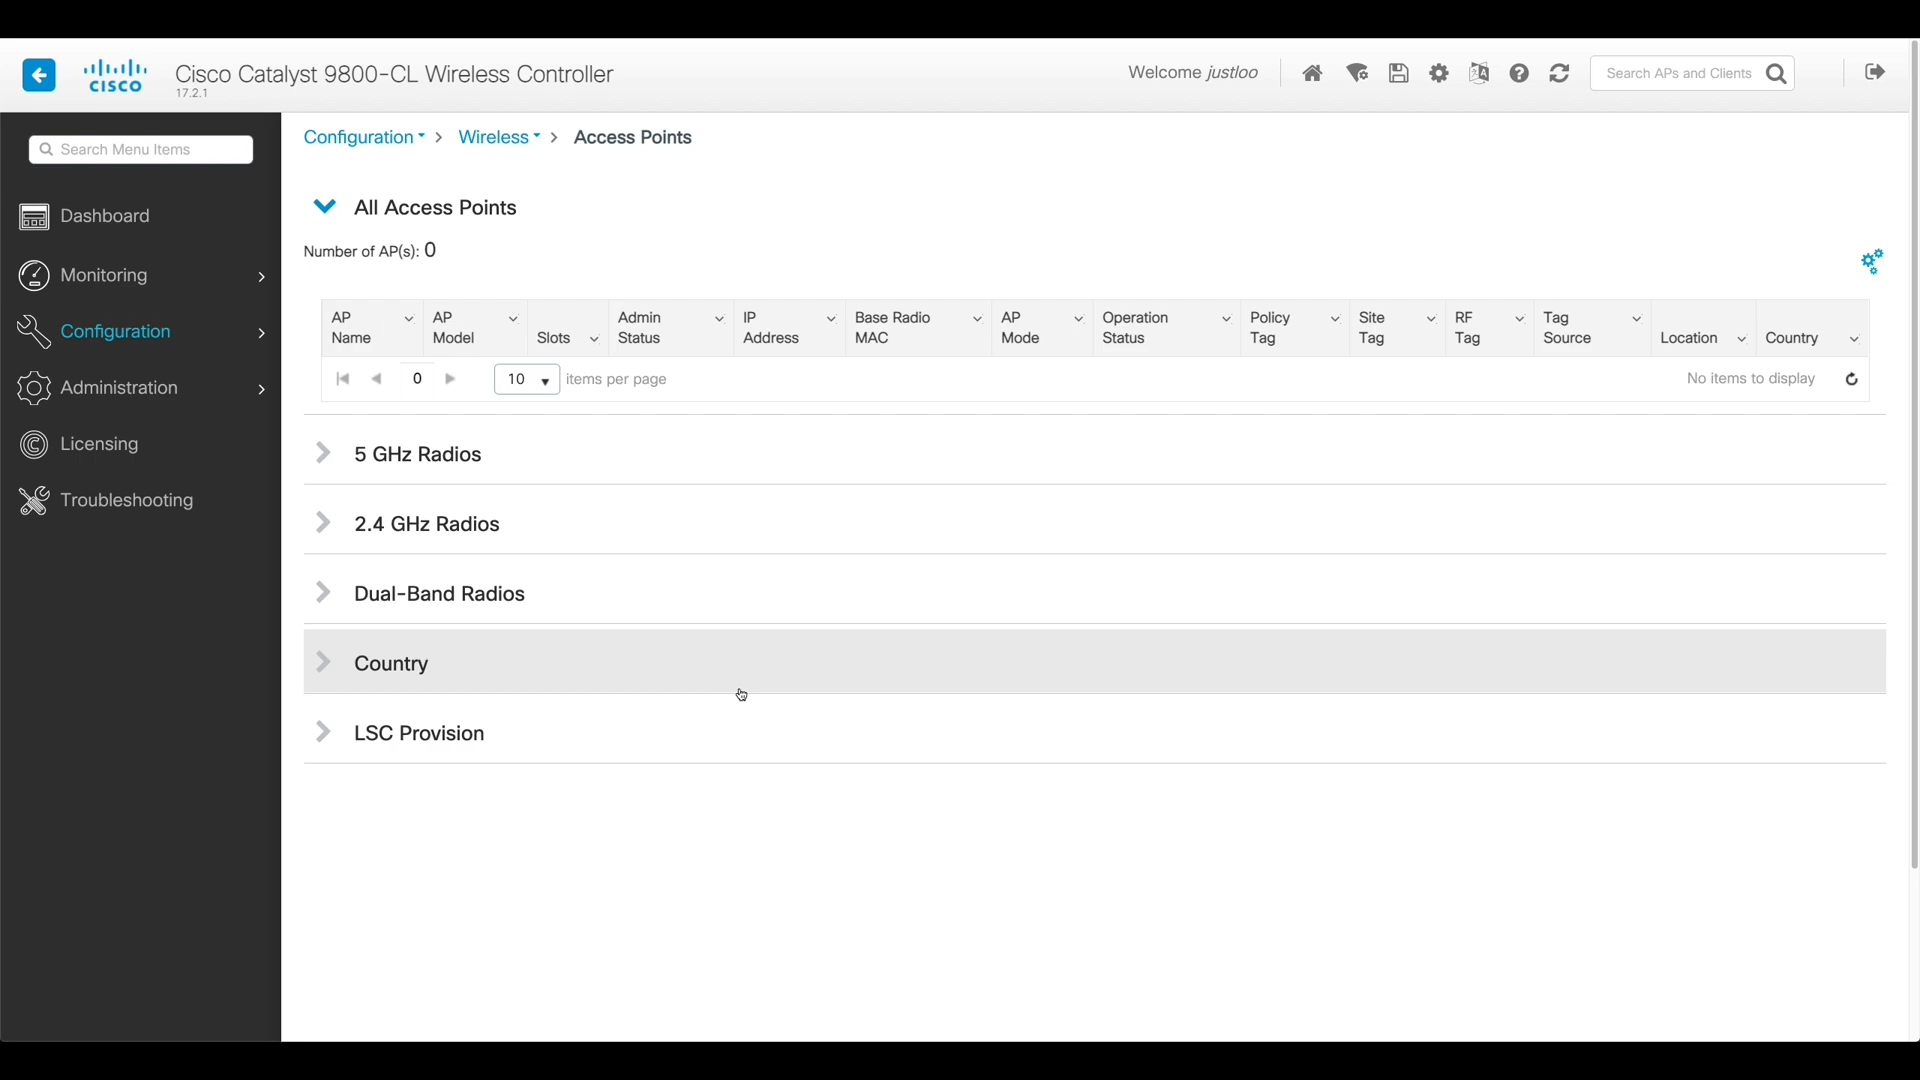 CISCO
Cisco Catalyst 9800-CL Wireless Controller
17.2.1
Welcome justloo
Search APs and Clients
Search Menu Items
Dashboard
Monitoring
Configuration
Administration
Licensing
Troubleshooting
Configuration > Wireless > Access Points
All Access Points
Number of AP(s): 0
AP Name
AP Model
Slots
Admin Status
IP Address
Base Radio MAC
AP Mode
Operation Status
Policy Tag
Site Tag
RF Tag
Tag Source
Location
Country
0
10 items per page
No items to display
5 GHz Radios
2.4 GHz Radios
Dual-Band Radios
Country
LSC Provision